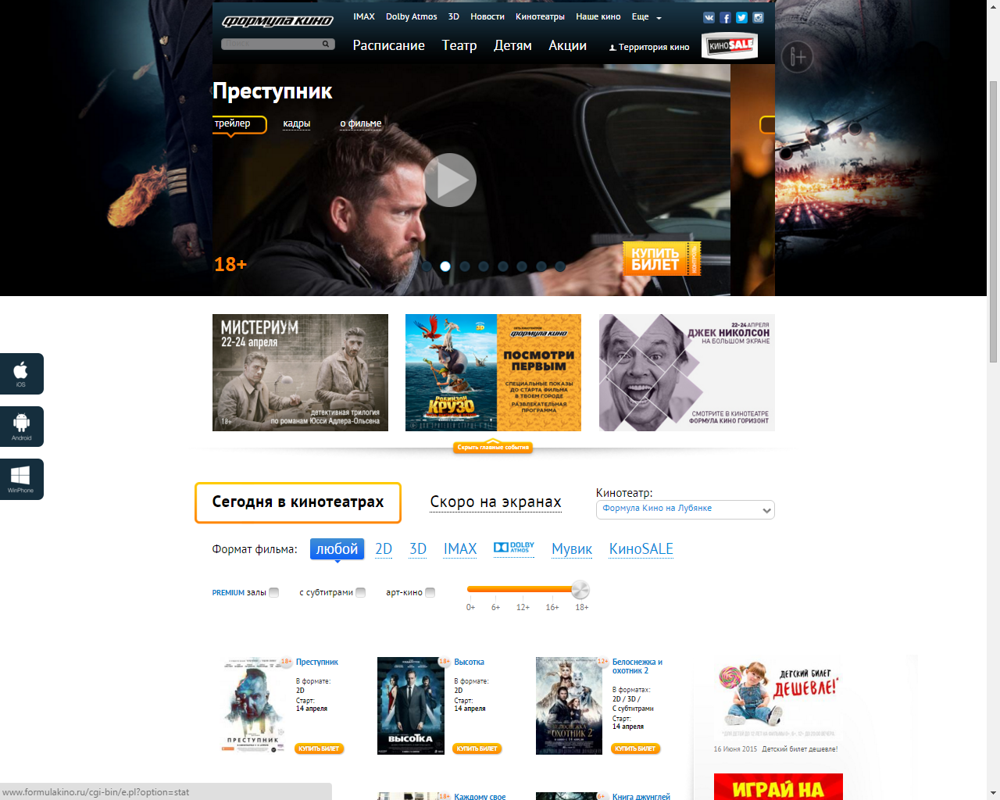 ФОРМУЛА КИНО
IMAX Dolby Atmos 3D Новости Кинотеатры Наше кино Еще
Расписание Театр Детям Акции Территория кино
КИНОSALE
6+
Преступник
трейлер кадры о фильме
18+
КУПИТЬ
БИЛЕТ
КОНТРОЛЬ
МИСТЕРИУМ
22-24 апреля
детективная трилогия
по романам Юсси Адлера-Ольсена
18+
3D
РОБИНЗОН
КРУЗО
ФОРМУЛА КИНО
ПОСМОТРИ
ПЕРВЫМ
СПЕЦИАЛЬНЫЕ ПОКАЗЫ
ДО СТАРТА ФИЛЬМА
В ТВОЕМ ГОРОДЕ
РАЗВЛЕКАТЕЛЬНАЯ
ПРОГРАММА
22-24 АПРЕЛЯ
ДЖЕК НИКОЛСОН
НА БОЛЬШОМ ЭКРАНЕ
СМОТРИТЕ В КИНОТЕАТРЕ
ФОРМУЛА КИНО ГОРИЗОНТ
iOS
Android
WinPhone
Скрыть главные события
Сегодня в кинотеатрах Скоро на экранах
Кинотеатр:
Формула Кино на Лубянке
Формат фильма: любой 2D 3D IMAX DOLBY ATMOS Мувик КиноSALE
PREMIUM залы с субтитрами арт-кино
0+ 6+ 12+ 16+ 18+
ПРЕСТУПНИК
18+
Преступник
В формате:
2D
Старт:
14 апреля
КУПИТЬ БИЛЕТ
ВЫСОТКА
18+
Высотка
В формате:
2D
Старт:
14 апреля
КУПИТЬ БИЛЕТ
БЕЛОСНЕЖКА
ОХОТНИК 2
12+
Белоснежка и
охотник 2
В форматах:
2D / 3D /
С субтитрами
Старт:
14 апреля
КУПИТЬ БИЛЕТ
ДЕТСКИЙ БИЛЕТ
ДЕШЕВЛЕ!*
16 Июня 2015 Детский билет дешевле!
ИГРАЙ НА
18+
Каждому свое
6+
Книга джунглей
www.formulakino.ru/cgi-bin/e.pl?option=stat